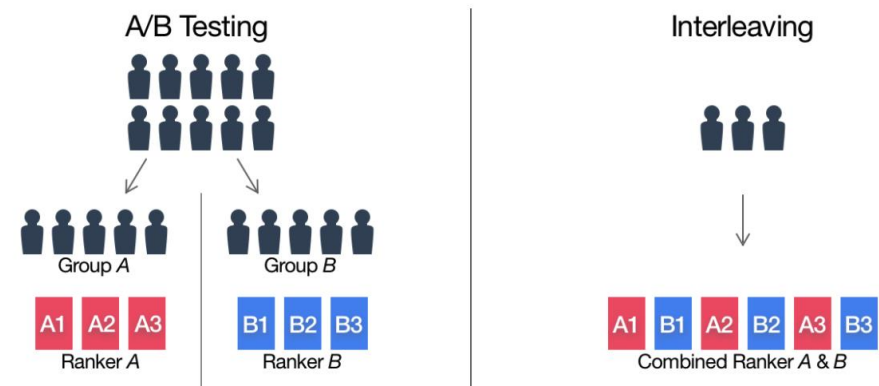 A/B Testing
Group A
Group B
A1 A2 A3
B1 B2 B3
Ranker A
Ranker B
Interleaving
A1 B1 A2 B2 A3 B3
Combined Ranker A & B